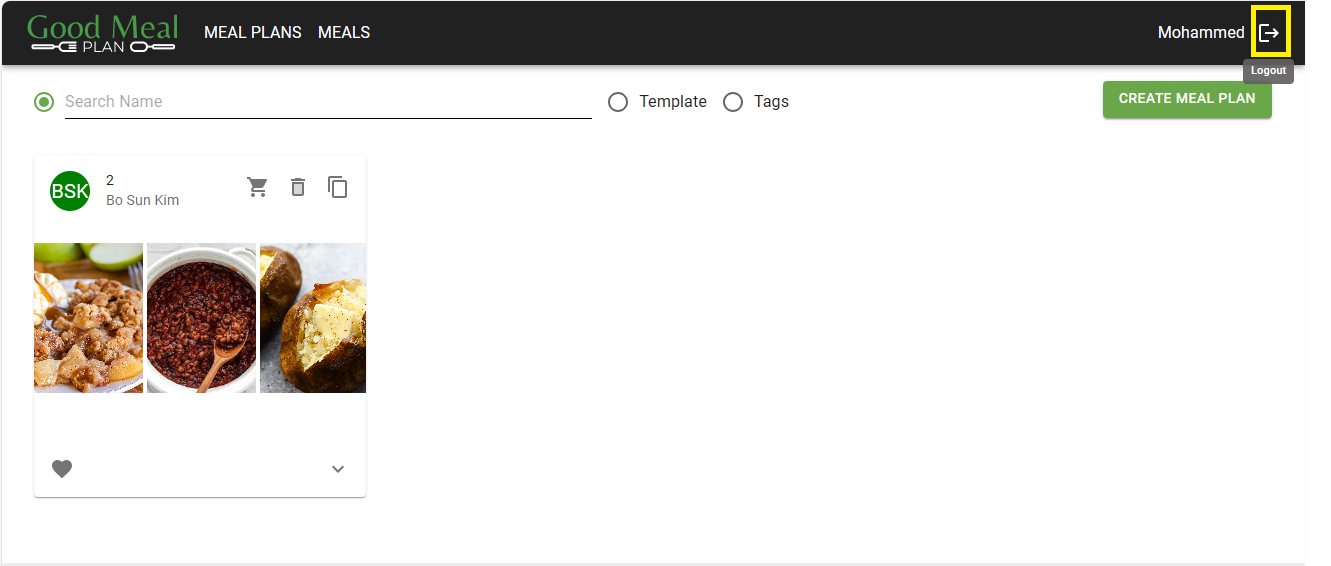 Good Meal
PLAN
MEAL PLANS MEALS
Mohammed
Logout
Search Name
Template
Tags
CREATE MEAL PLAN
BSK
2
Bo Sun Kim